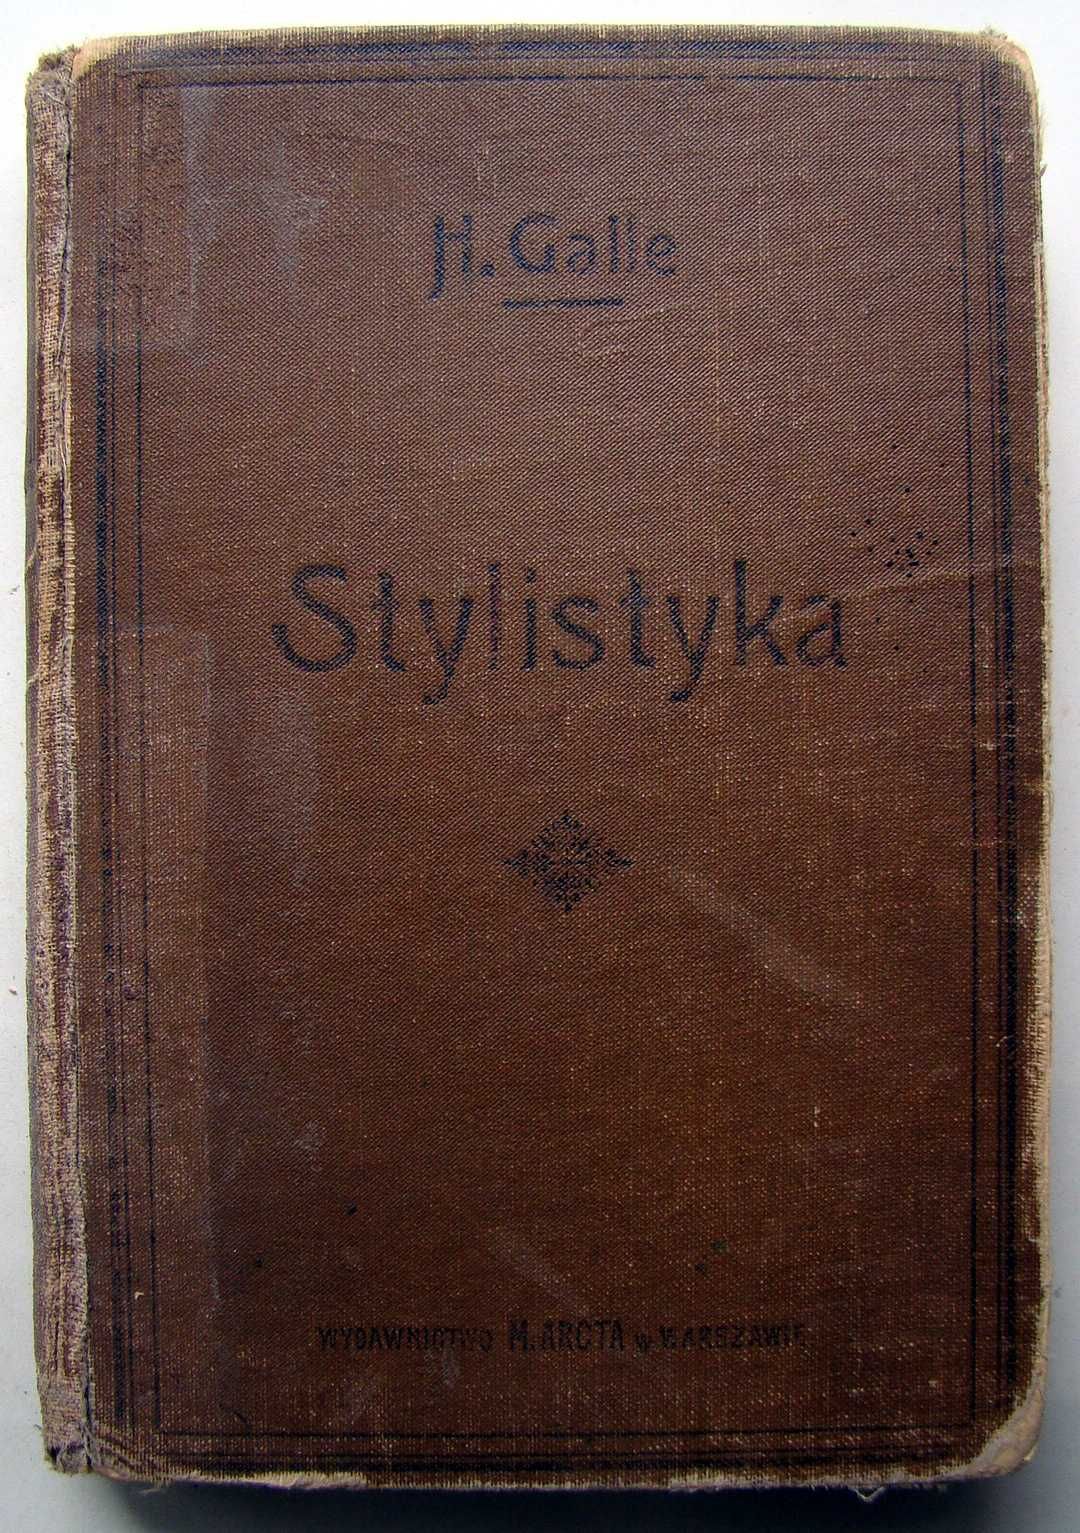 H. Galle
Stylistyka
WYDAWNICTWO M. ARCTA w WARSZAWIE